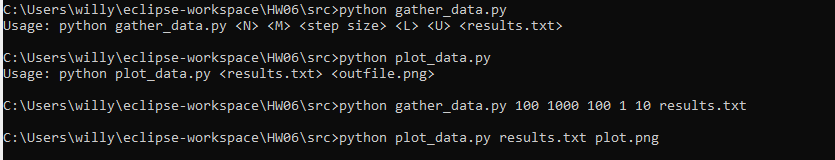 C:\Users\willy\eclipse-workspace\HW06\src>python gather_data.py
Usage: python gather_data.py <N> <M> <step size> <L> <U> <results.txt>
C:\Users\willy\eclipse-workspace\HW06\src>python plot_data.py
Usage: python plot_data.py <results.txt> <outfile.png>
C:\Users\willy\eclipse-workspace\HW06\src>python gather_data.py 100 1000 100 1 10 results.txt
C:\Users\willy\eclipse-workspace\HW06\src>python plot_data.py results.txt plot.png